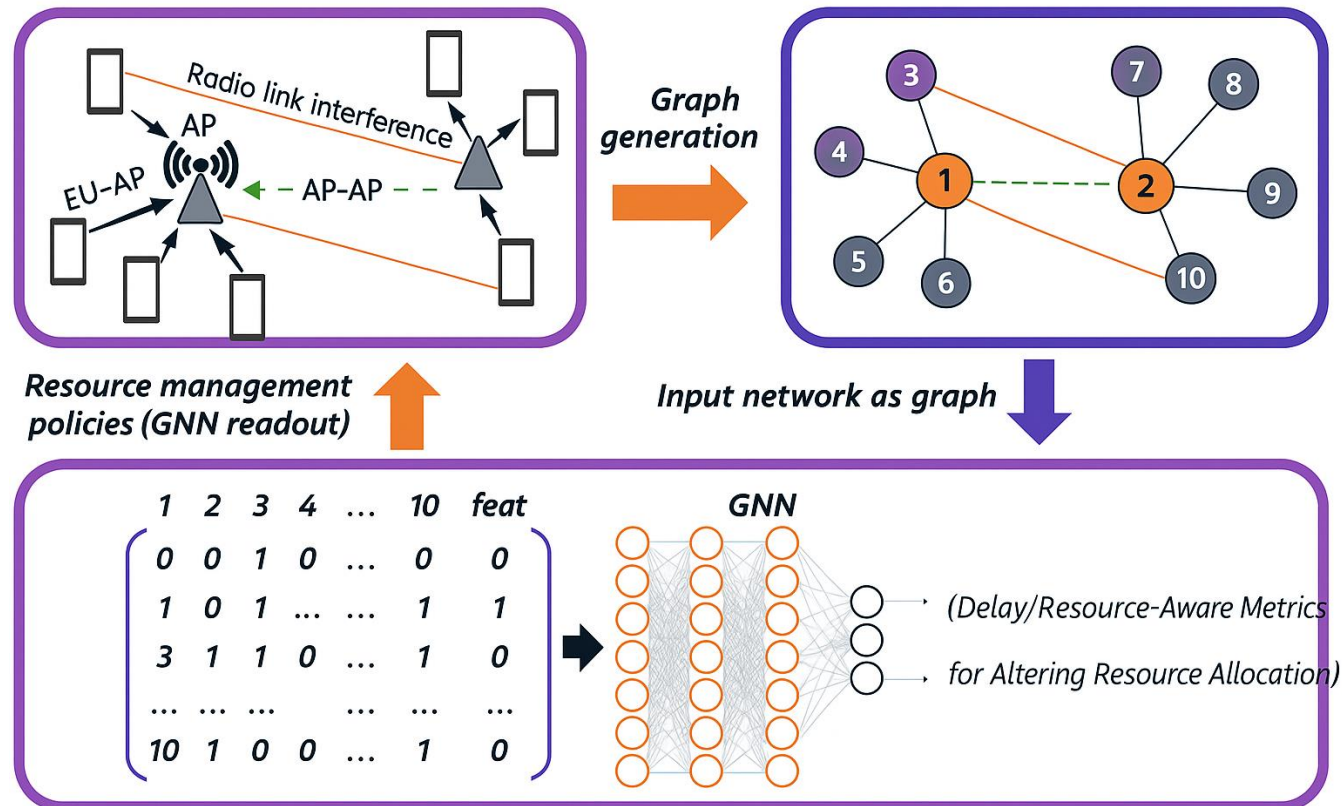 Radio link interference
AP
EU-AP
AP-AP
Graph
generation
3
7
8
4
1
2
9
5
6
10
Resource management
policies (GNN readout)
Input network as graph
1 2 3 4 ... 10 feat
0 0 1 0 ... 0 0
1 0 1 ... ... 1 1
3 1 1 0 ... 1 0
... ... ... ... ... ...
10 1 0 0 ... 1 0
GNN
(Delay/Resource-Aware Metrics
for Altering Resource Allocation)